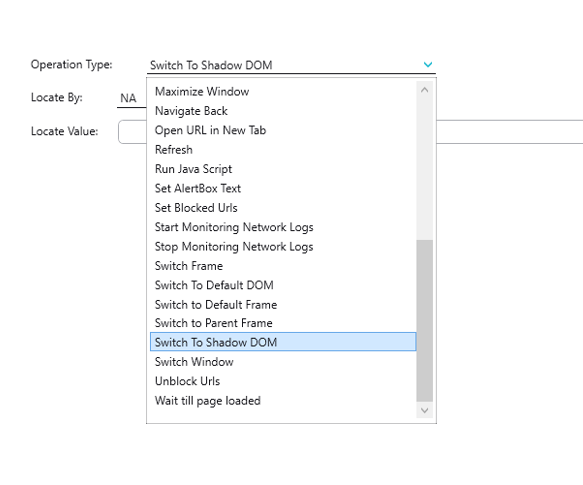 Operation Type: Switch To Shadow DOM
Locate By: NA
Locate Value:
Maximize Window
Navigate Back
Open URL in New Tab
Refresh
Run Java Script
Set AlertBox Text
Set Blocked Urls
Start Monitoring Network Logs
Stop Monitoring Network Logs
Switch Frame
Switch To Default DOM
Switch to Default Frame
Switch to Parent Frame
Switch To Shadow DOM
Switch Window
Unblock Urls
Wait till page loaded